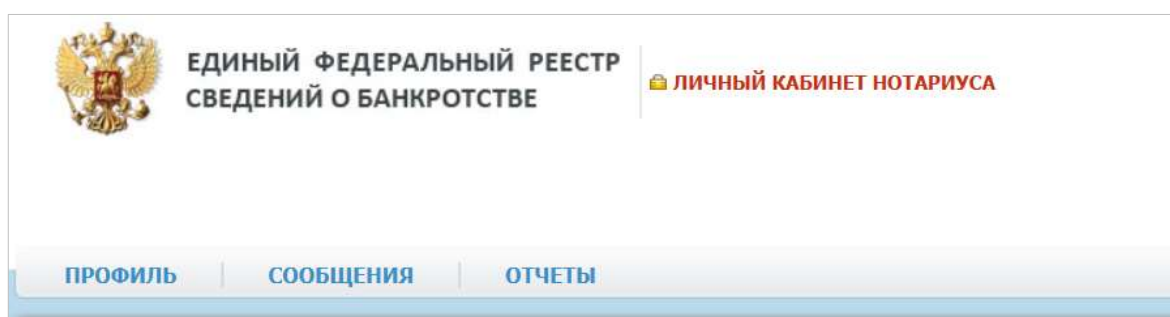 ЕДИНЫЙ ФЕДЕРАЛЬНЫЙ РЕЕСТР
СВЕДЕНИЙ О БАНКРОТСТВЕ
ЛИЧНЫЙ КАБИНЕТ НОТАРИУСА
ПРОФИЛЬ СООБЩЕНИЯ ОТЧЕТЫ